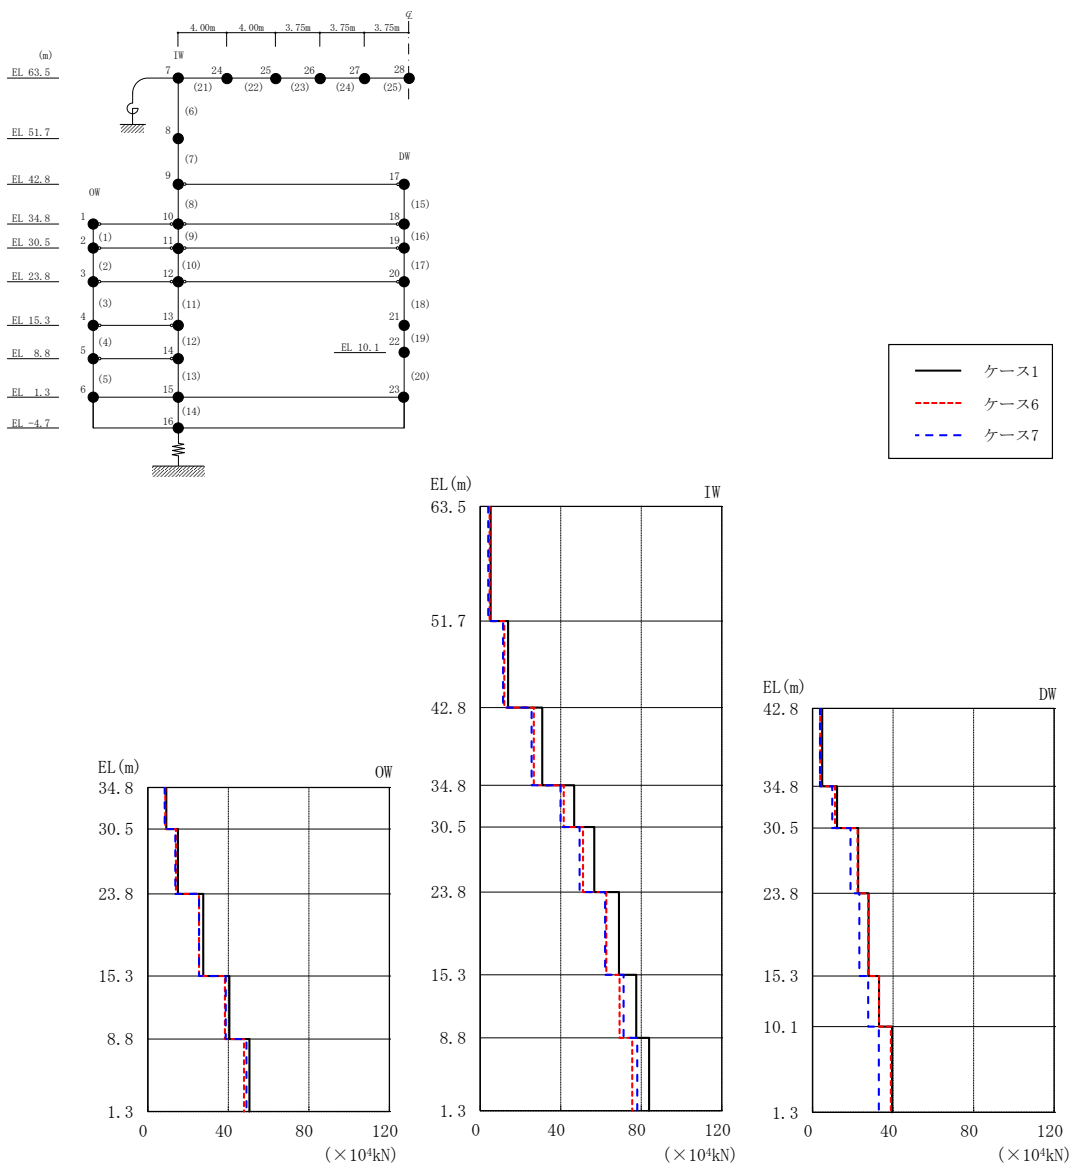 ℄
4.00m 4.00m 3.75m 3.75m 3.75m
(m)
IW
EL 63.5
7 24 25 26 27 28
(21) (22) (23) (24) (25)
(6)
EL 51.7
8
(7)
DW
EL 42.8
9 17
OW
(8) (15)
EL 34.8
1 10 18
(1) (9) (16)
EL 30.5
2 11 19
(2) (10) (17)
EL 23.8
3 12 20
(3) (11) (18)
EL 15.3
4 13 21
(4) (12) (19)
EL 10.1
22
EL 8.8
5 14
(5) (13) (20)
EL 1.3
6 15 23
(14)
EL -4.7
16
ケース1
ケース6
ケース7
EL(m) IW
63.5
51.7
42.8
34.8
30.5
23.8
15.3
8.8
1.3
0 40 80 120
(×10⁴kN)
EL(m) OW
34.8
30.5
23.8
15.3
8.8
1.3
0 40 80 120
(×10⁴kN)
EL(m) DW
42.8
34.8
30.5
23.8
15.3
10.1
1.3
0 40 80 120
(×10⁴kN)